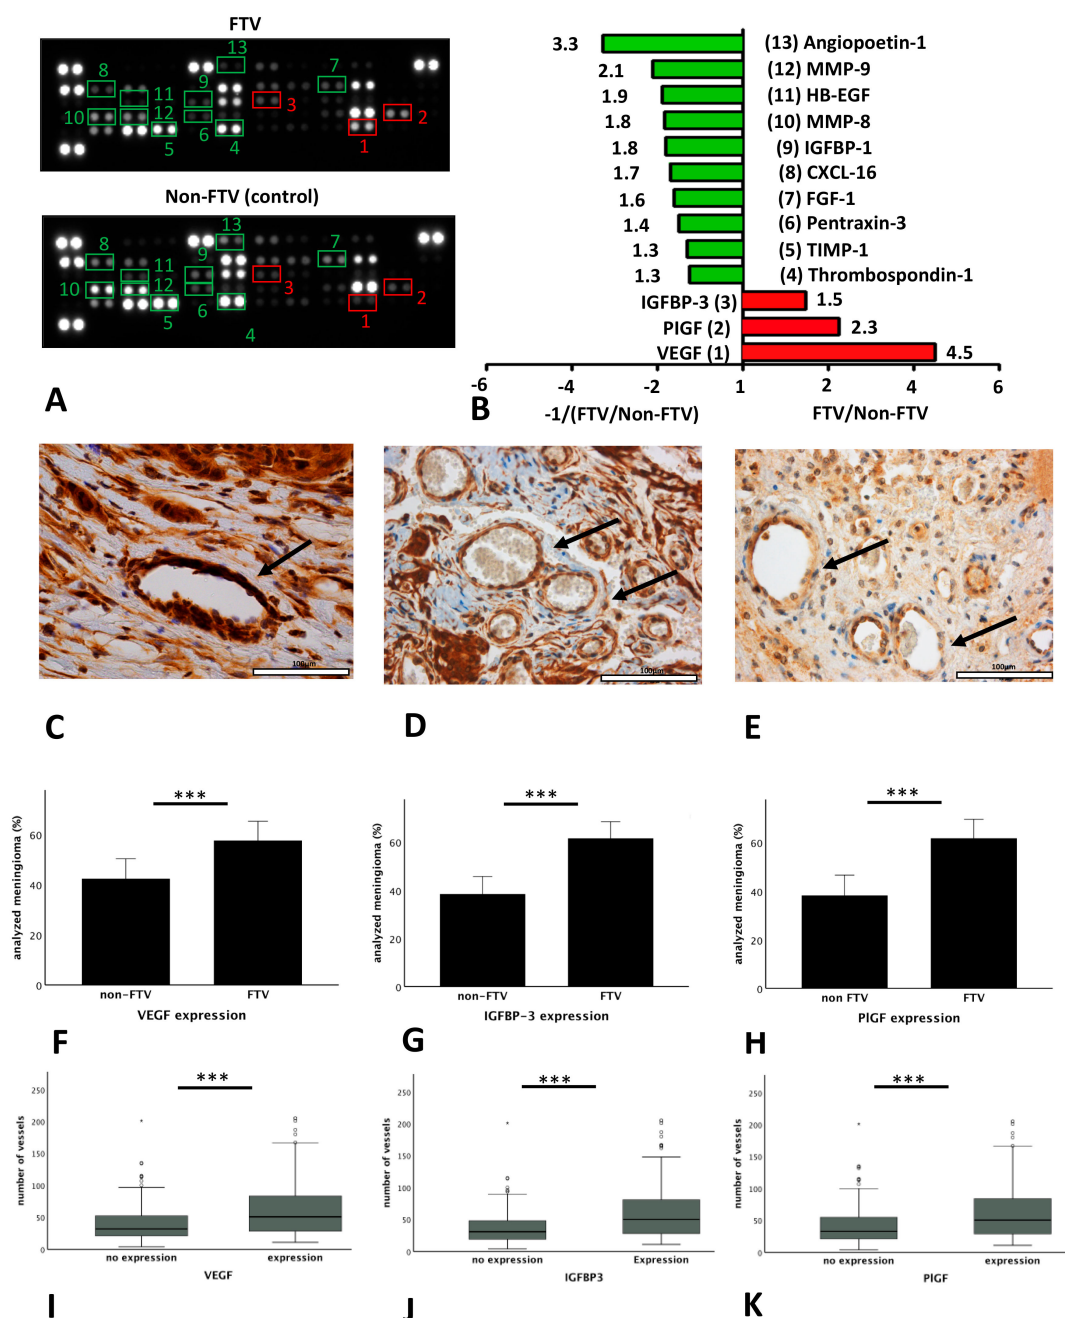 FTV
13
8
7
9
11
3
10
12
2
6
5
4
1
Non-FTV (control)
13
8
7
9
11
3
10
12
2
6
5
1
4
A
3.3 (13) Angiopoetin-1
2.1 (12) MMP-9
1.9 (11) HB-EGF
1.8 (10) MMP-8
1.8 (9) IGFBP-1
1.7 (8) CXCL-16
1.6 (7) FGF-1
1.4 (6) Pentraxin-3
1.3 (5) TIMP-1
1.3 (4) Thrombospondin-1
IGFBP-3 (3) 1.5
PlGF (2) 2.3
VEGF (1) 4.5
-6 -4 -2 1 2 4 6
-1/(FTV/Non-FTV) FTV/Non-FTV
B
100µm
100µm
100µm
C
D
E
***
analyzed meningioma (%)
60
40
20
0
non-FTV FTV
VEGF expression
F
***
analyzed meningioma (%)
60
40
20
0
non-FTV FTV
IGFBP-3 expression
G
***
analyzed meningioma (%)
60
40
20
0
non FTV FTV
PlGF expression
H
***
number of vessels
250
200
150
100
50
0
no expression expression
VEGF
I
***
number of vessels
250
200
150
100
50
0
no expression Expression
IGFBP3
J
***
number of vessels
250
200
150
100
50
0
no expression expression
PlGF
K